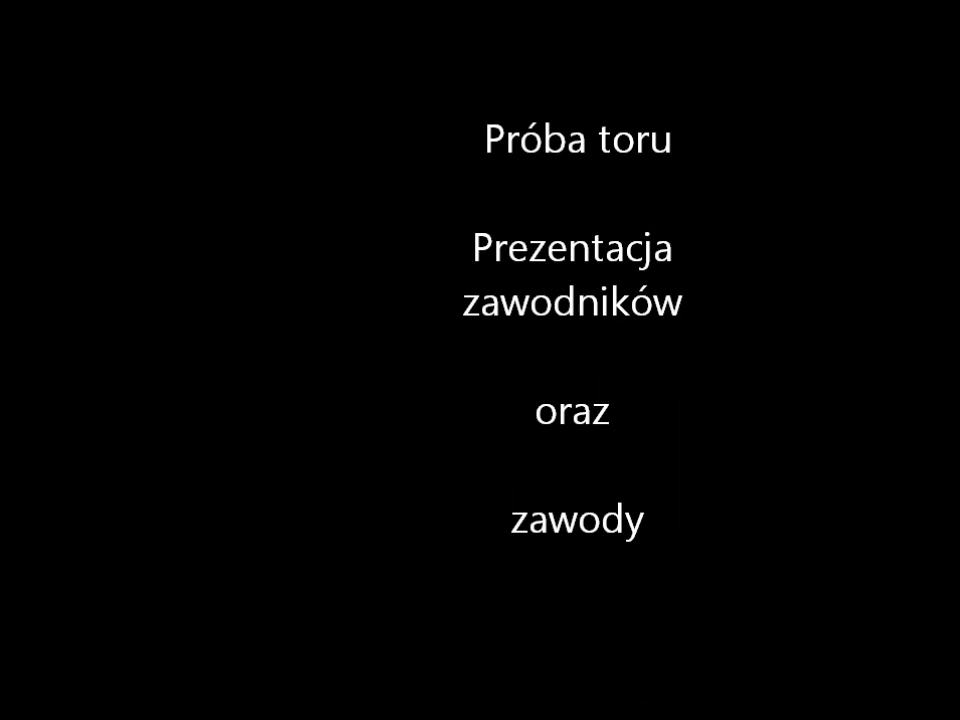 Próba toru
Prezentacja
zawodników
oraz
zawody